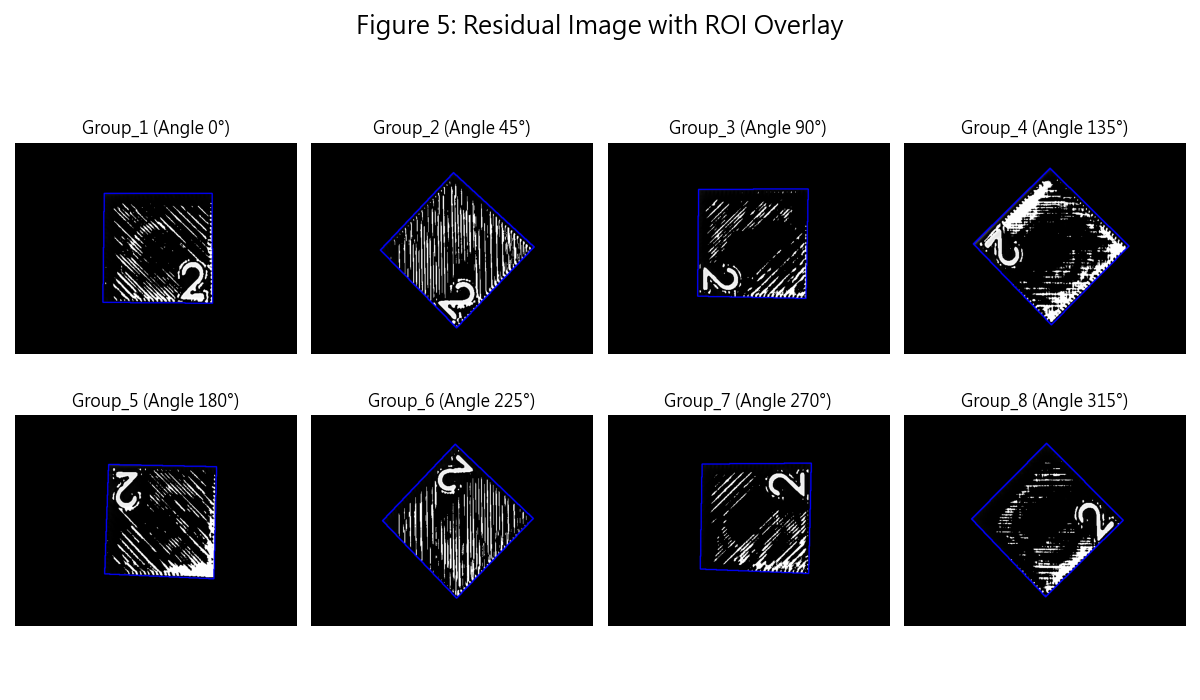 Figure 5: Residual Image with ROI Overlay
Group_1 (Angle 0°) Group_2 (Angle 45°) Group_3 (Angle 90°) Group_4 (Angle 135°)
2 2 2 2
Group_5 (Angle 180°) Group_6 (Angle 225°) Group_7 (Angle 270°) Group_8 (Angle 315°)
2 2 2 2